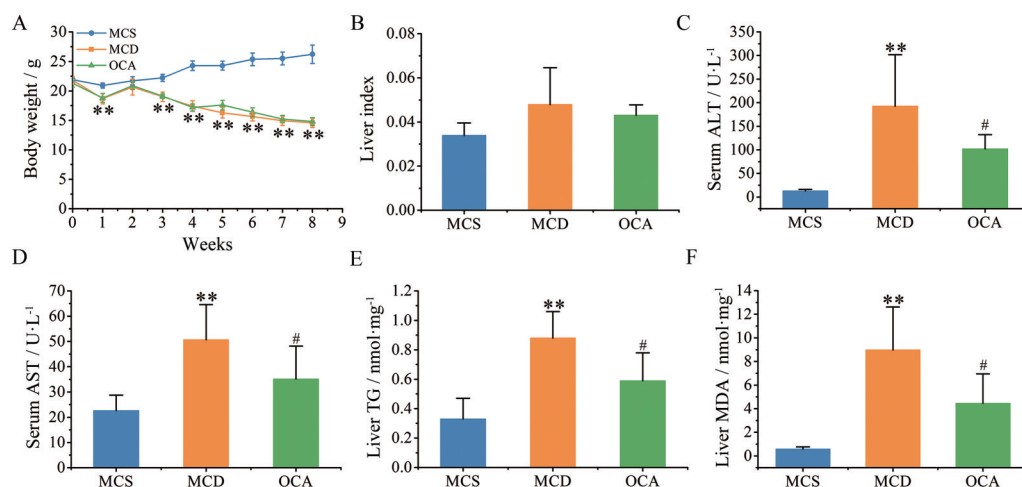 A
Body weight / g
30
25
20
15
10
5
0
MCS
MCD
OCA
**
**
**
**
**
**
**
0 1 2 3 4 5 6 7 8 9
Weeks
B
Liver index
0.08
0.06
0.04
0.02
0.00
MCS MCD OCA
C
Serum ALT / U·L⁻¹
350
300
250
200
150
100
50
0
**
#
MCS MCD OCA
D
Serum AST / U·L⁻¹
70
60
50
40
30
20
10
0
**
#
MCS MCD OCA
E
Liver TG / nmol·mg⁻¹
1.2
1.0
0.8
0.6
0.4
0.2
0.0
**
#
MCS MCD OCA
F
Liver MDA / nmol·mg⁻¹
14
12
10
8
6
4
2
0
**
#
MCS MCD OCA